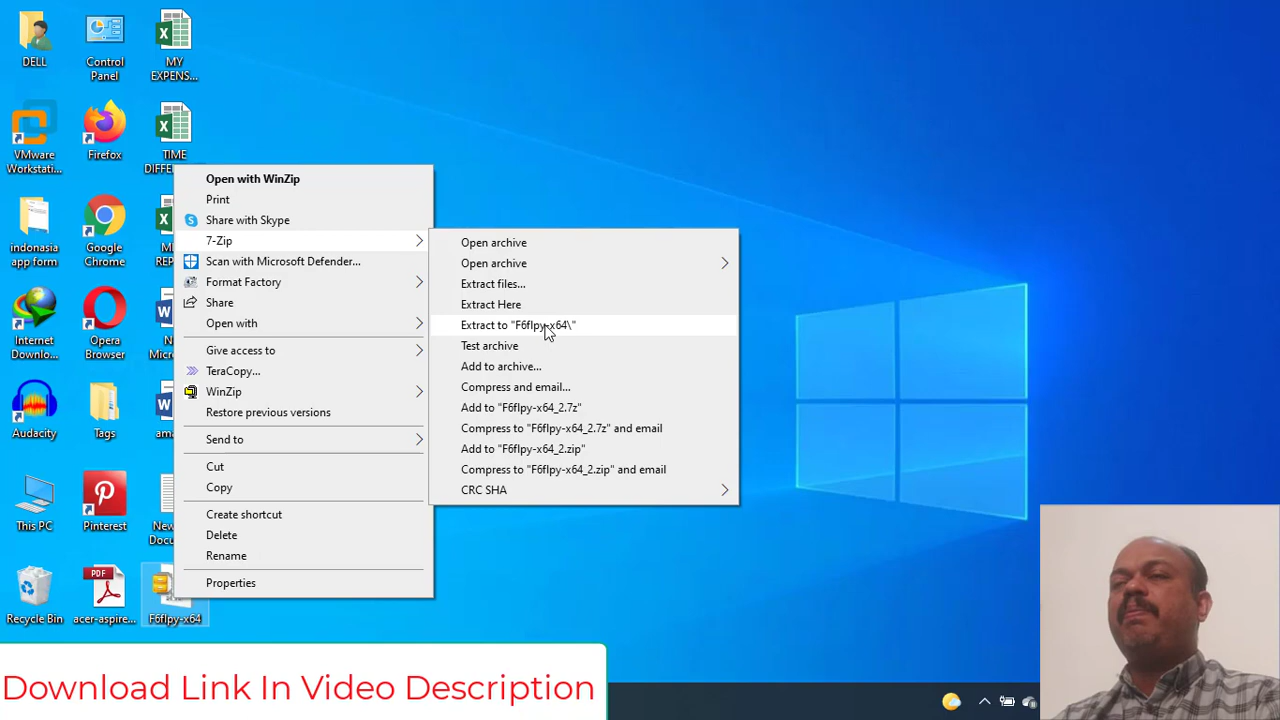 DELL
Control
Panel
MY
EXPENS...
VMware
Workstati...
Firefox
TIME
DIFFER
indonasia
app form
Google
Chrome
Internet
Downlo...
Opera
Browser
Audacity
Tags
This PC
Pinterest
Recycle Bin
PDF
acer-aspire...
F6flpy-x64
Open with WinZip
Print
Share with Skype
7-Zip
Scan with Microsoft Defender...
Format Factory
Share
Open with
Give access to
TeraCopy...
WinZip
Restore previous versions
Send to
Cut
Copy
Create shortcut
Delete
Rename
Properties
Open archive
Open archive
Extract files...
Extract Here
Extract to "F6flpy-x64\"
Test archive
Add to archive...
Compress and email...
Add to "F6flpy-x64_2.7z"
Compress to "F6flpy-x64_2.7z" and email
Add to "F6flpy-x64_2.zip"
Compress to "F6flpy-x64_2.zip" and email
CRC SHA
Download Link In Video Description